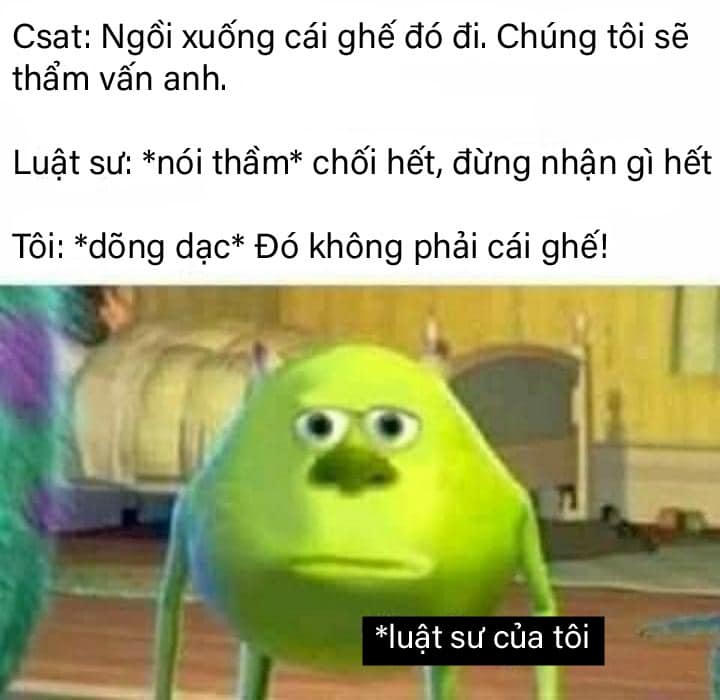 Csat: Ngồi xuống cái ghế đó đi. Chúng tôi sẽ
thẩm vấn anh.
Luật sư: *nói thầm* chối hết, đừng nhận gì hết
Tôi: *dõng dạc* Đó không phải cái ghế!
*luật sư của tôi